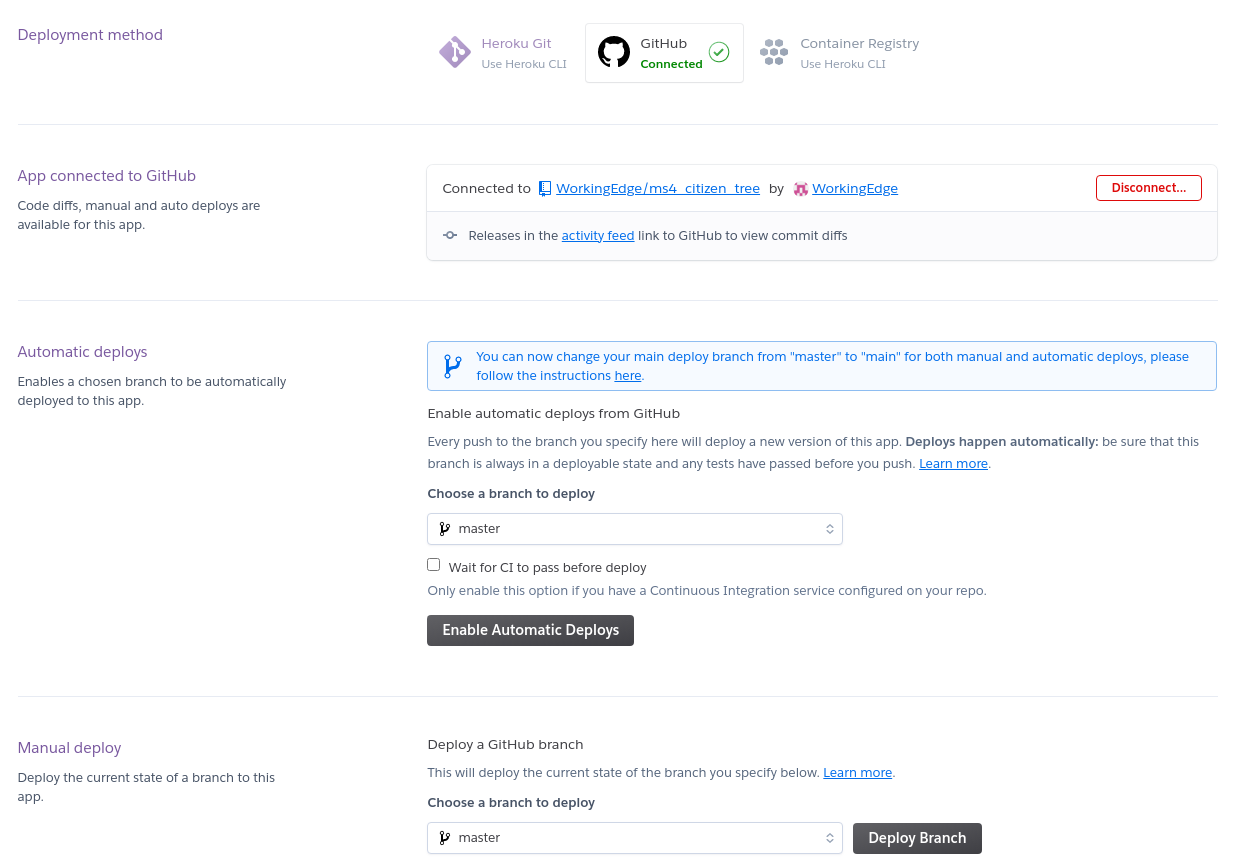 Deployment method
Heroku Git
Use Heroku CLI
GitHub
Connected
Container Registry
Use Heroku CLI
App connected to GitHub
Code diffs, manual and auto deploys are
available for this app.
Connected to WorkingEdge/ms4_citizen_tree by WorkingEdge
Disconnect...
Releases in the activity feed link to GitHub to view commit diffs
Automatic deploys
Enables a chosen branch to be automatically
deployed to this app.
You can now change your main deploy branch from "master" to "main" for both manual and automatic deploys, please
follow the instructions here.
Enable automatic deploys from GitHub
Every push to the branch you specify here will deploy a new version of this app. Deploys happen automatically: be sure that this
branch is always in a deployable state and any tests have passed before you push. Learn more.
Choose a branch to deploy
master
Wait for CI to pass before deploy
Only enable this option if you have a Continuous Integration service configured on your repo.
Enable Automatic Deploys
Manual deploy
Deploy the current state of a branch to this
app.
Deploy a GitHub branch
This will deploy the current state of the branch you specify below. Learn more.
Choose a branch to deploy
master
Deploy Branch